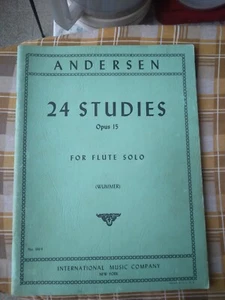 ANDERSEN
24 STUDIES
Opus 15
FOR FLUTE SOLO
(WUMMER)
INTERNATIONAL MUSIC COMPANY
NEW YORK